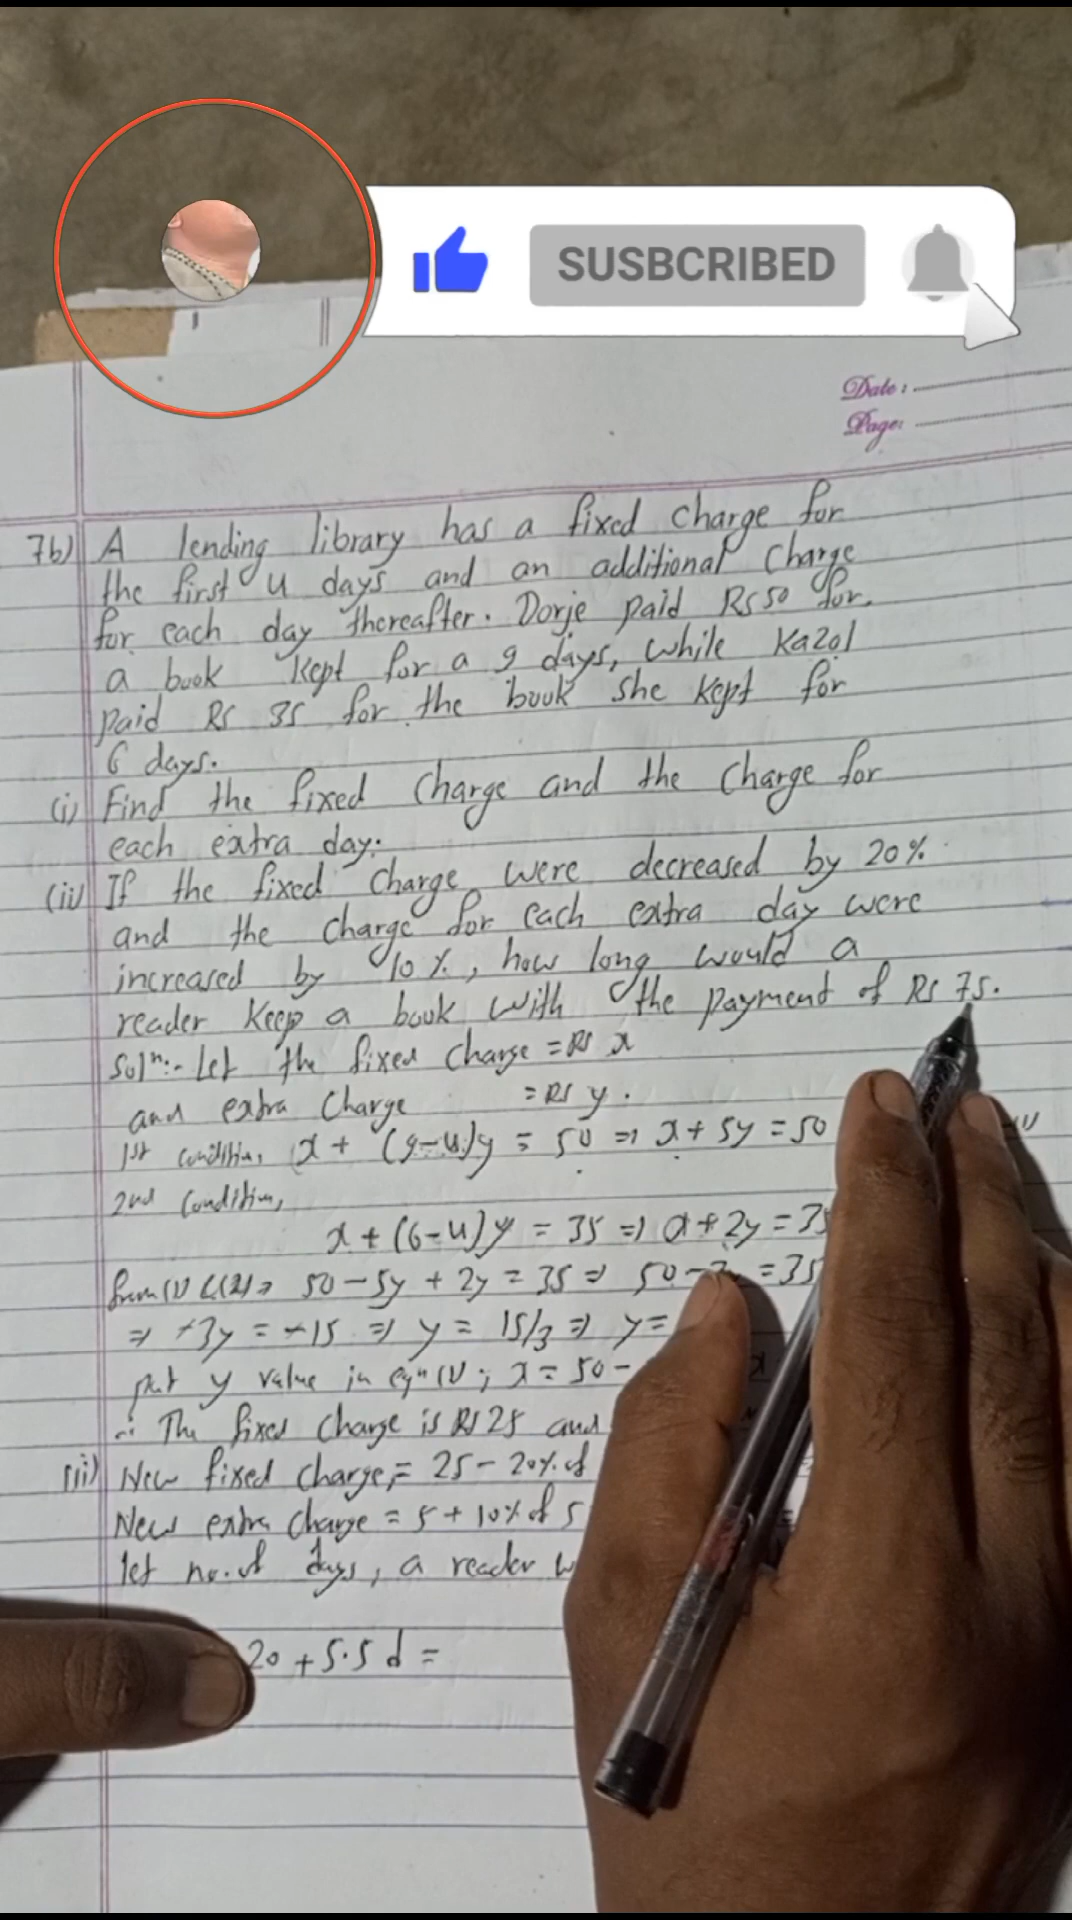 SUSBCRIBED
Date:
Page:
7b) A lending library has a fixed charge for
the first 4 days and an additional charge
for each day thereafter. Dorje paid Rs 50 for
a book kept for a 9 days, while Kazol
paid Rs 35 for the book she kept for
6 days.
(i) Find the fixed charge and the charge for
each extra day.
(ii) If the fixed charge were decreased by 20%
and the charge for each extra day were
increased by 10%, how long would a
reader keep a book with the payment of Rs 75.
Solⁿ:- Let the fixed charge = Rs x
and extra charge = Rs y.
1st condition, x + (9-4)y = 50 ⇒ x + 5y = 50
2nd condition,
x + (6-4)y = 35 ⇒ x + 2y = 35
from (1) & (2) ⇒ 50 - 5y + 2y = 35 ⇒ 50 - 3y = 35
⇒ -3y = -15 ⇒ y = 15/3 ⇒ y =
put y value in eqⁿ (1); x = 50 -
∴ The fixed charge is Rs 25 and
(ii) New fixed charge, = 25 - 20% of
New extra charge = 5 + 10% of 5
let no. of days, a reader w
20 + 5.5 d =